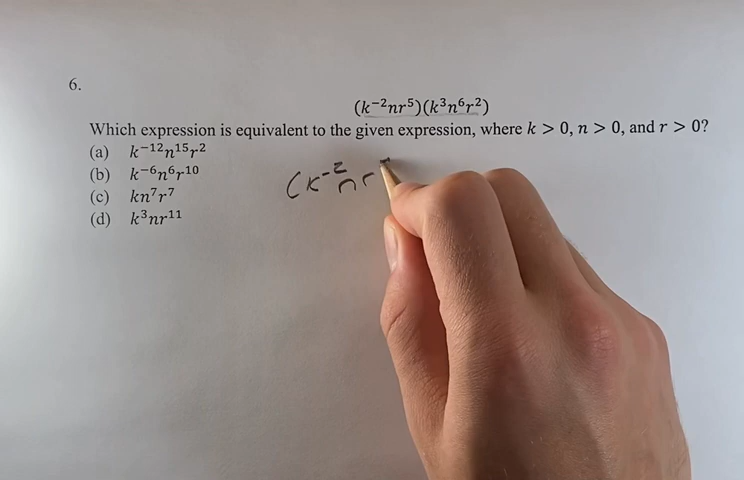 6.
(k⁻²nr⁵)(k³n⁶r²)
Which expression is equivalent to the given expression, where k > 0, n > 0, and r > 0?
(a) k⁻¹²n¹⁵r²
(b) k⁻⁶n⁶r¹⁰
(c) kn⁷r⁷
(d) k³nr¹¹
(k⁻²nr